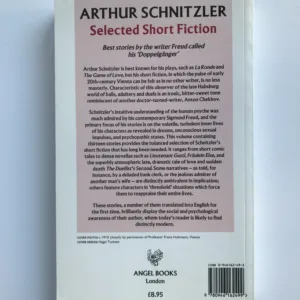 ARTHUR SCHNITZLER
Selected Short Fiction
Best stories by the writer Freud called
his 'Doppelgänger'
Arthur Schnitzler is best known for his plays, such as La Ronde and
The Game of Love, but his short fiction, in which the pulse of early
20th-century Vienna can be felt as in no other writer, is no less
masterly. Characteristic of this observer of the late Habsburg
world of balls, adultery and duels is an ironic, bitter-sweet tone
reminiscent of another doctor-turned-writer, Anton Chekhov.
Schnitzler's intuitive understanding of the human psyche was
much admired by his contemporary Sigmund Freud, and the
primary focus of his stories is on the volatile, turbulent inner lives
of his characters as revealed in dreams, unconscious sexual
impulses, and psychopathic states. This volume containing
thirteen stories provides the balanced selection of Schnitzler's
short fiction that has long been needed. It ranges from short comic
tales to dense novellas such as Lieutenant Gustl, Fräulein Else, and
the superbly atmospheric late, dramatic tale of love and sudden
death The Duellist's Second. Some narratives – as told, for
instance, by a deluded bank clerk, or the jealous admirer of
another man's wife – are distinctly ambivalent in implication;
others feature characters in 'threshold' situations which force
them to reappraise their entire lives.
These stories, a number of them translated into English for
the first time, brilliantly display the social and psychological
awareness of their author, whom today's reader is likely to find
distinctly modern.
ANGEL BOOKS
London
£8.95